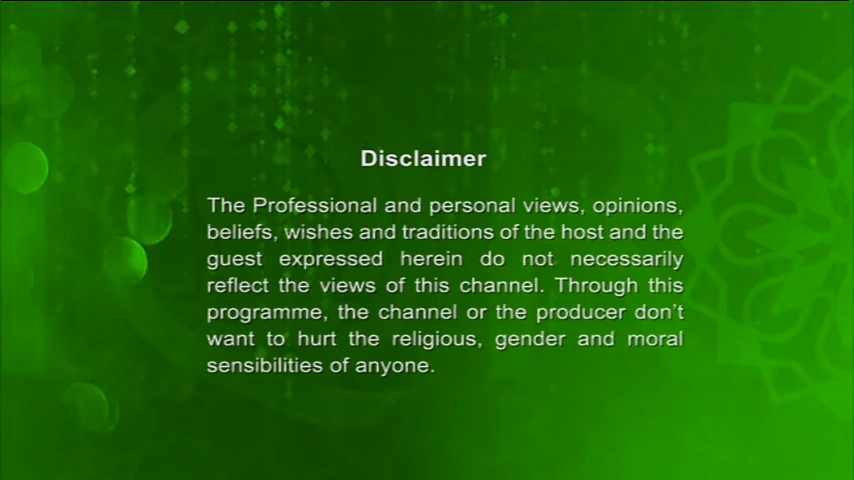 Disclaimer
The Professional and personal views, opinions,
beliefs, wishes and traditions of the host and the
guest expressed herein do not necessarily
reflect the views of this channel. Through this
programme, the channel or the producer don't
want to hurt the religious, gender and moral
sensibilities of anyone.